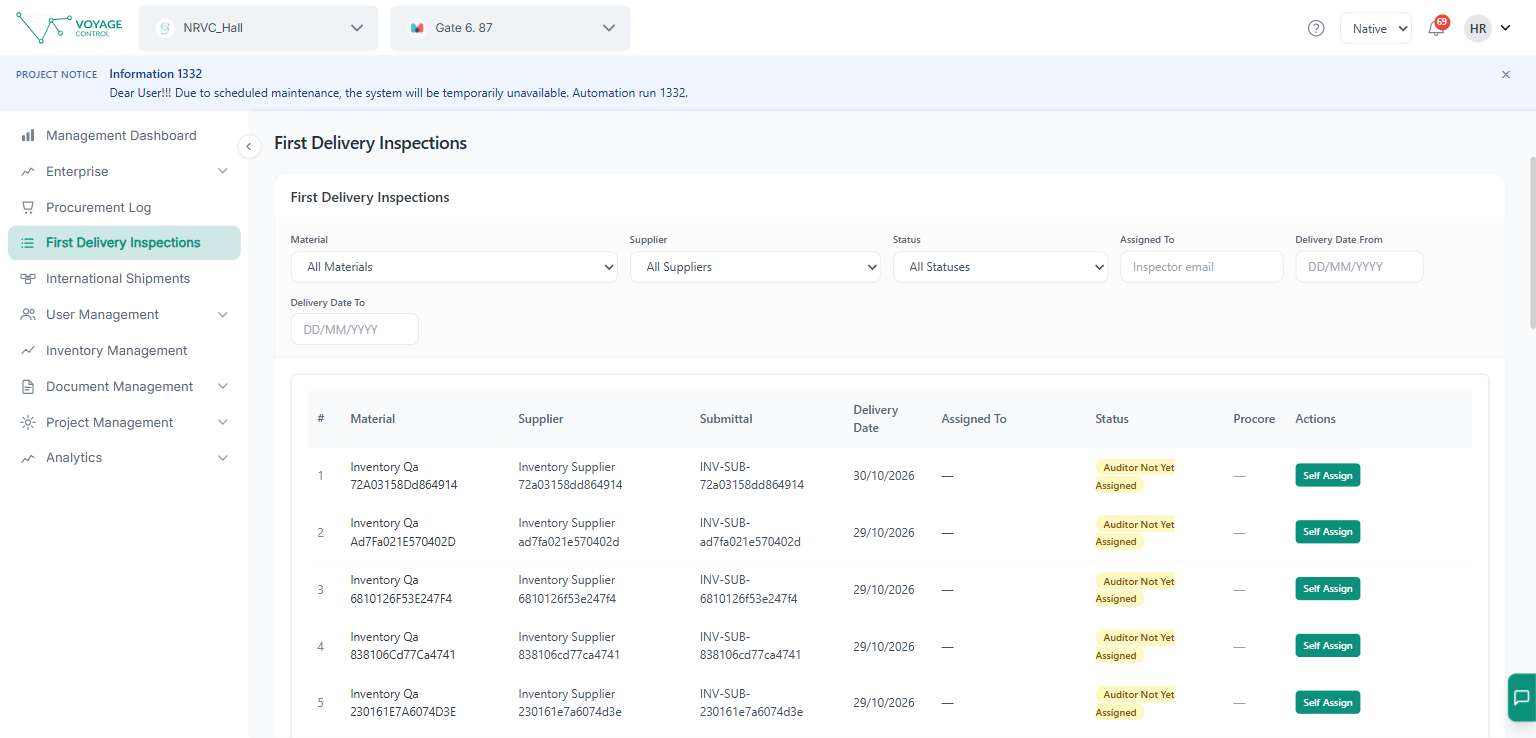 VOYAGE
CONTROL
NRVC_Hall
Gate 6. 87
Native
69
HR
PROJECT NOTICE
Information 1332
Dear User!!! Due to scheduled maintenance, the system will be temporarily unavailable. Automation run 1332.
Management Dashboard
Enterprise
Procurement Log
First Delivery Inspections
International Shipments
User Management
Inventory Management
Document Management
Project Management
Analytics
First Delivery Inspections
First Delivery Inspections
Material
Supplier
Status
Assigned To
Delivery Date From
All Materials
All Suppliers
All Statuses
Inspector email
DD/MM/YYYY
Delivery Date To
DD/MM/YYYY
# Material Supplier Submittal Delivery Date Assigned To Status Procore Actions
1 Inventory Qa 72A03158Dd864914 Inventory Supplier 72a03158dd864914 INV-SUB-72a03158dd864914 30/10/2026 — Auditor Not Yet Assigned — Self Assign
2 Inventory Qa Ad7Fa021E570402D Inventory Supplier ad7fa021e570402d INV-SUB-ad7fa021e570402d 29/10/2026 — Auditor Not Yet Assigned — Self Assign
3 Inventory Qa 6810126F53E247F4 Inventory Supplier 6810126f53e247f4 INV-SUB-6810126f53e247f4 29/10/2026 — Auditor Not Yet Assigned — Self Assign
4 Inventory Qa 838106Cd77Ca4741 Inventory Supplier 838106cd77ca4741 INV-SUB-838106cd77ca4741 29/10/2026 — Auditor Not Yet Assigned — Self Assign
5 Inventory Qa 230161E7A6074D3E Inventory Supplier 230161e7a6074d3e INV-SUB-230161e7a6074d3e 29/10/2026 — Auditor Not Yet Assigned — Self Assign